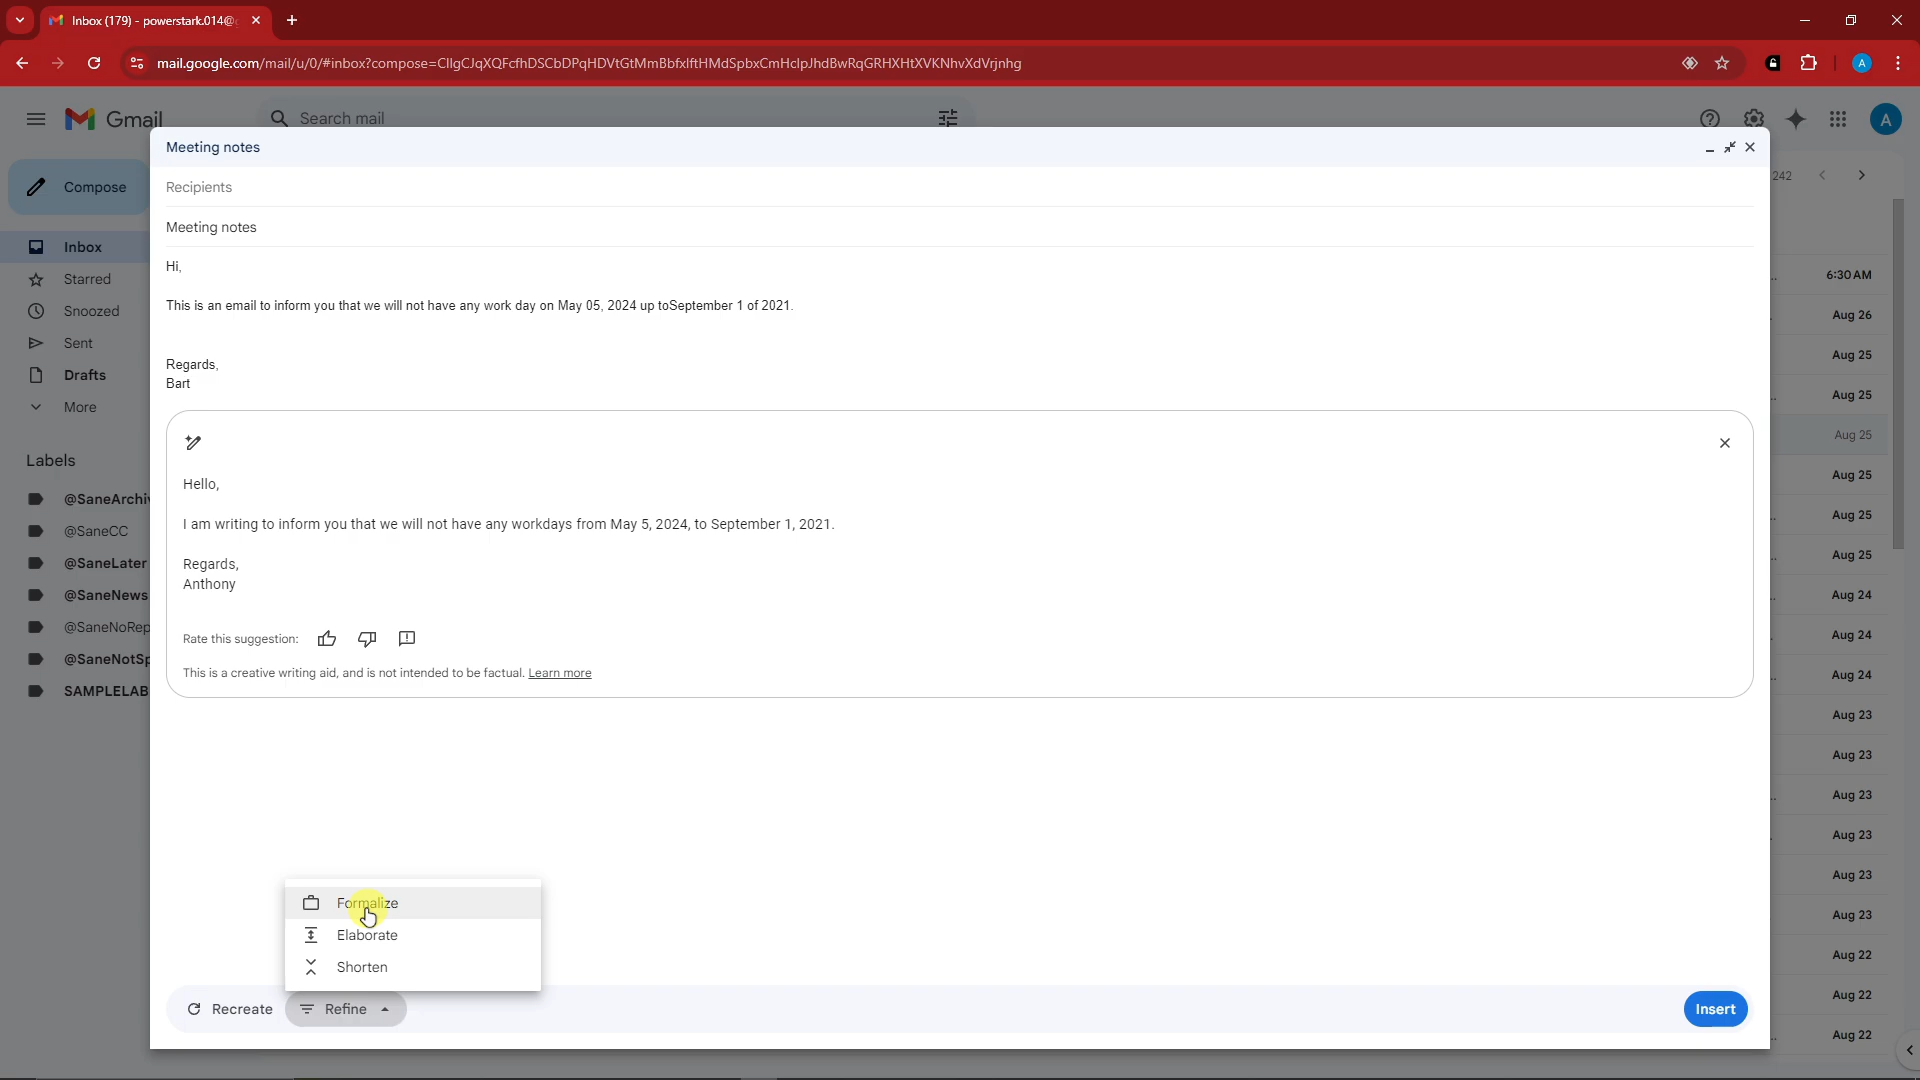 Inbox (179) - powerstark.014@
mail.google.com/mail/u/0/#inbox?compose=CllgCJqXQFcfhDSCbDPqHDVtGtMmBbfxlftHMdSpbxCmHclpJhdBwRqGRHXHtXVKNhvXdVrjnhg
A
Gmail
Search mail
A
Meeting notes
Compose
242
Recipients
Meeting notes
Inbox
Starred
Snoozed
Sent
Drafts
More
Hi,
This is an email to inform you that we will not have any work day on May 05, 2024 up toSeptember 1 of 2021.
Regards,
Bart
Labels
@SaneArchi
@SaneCC
@SaneLater
@SaneNews
@SaneNoRep
@SaneNotSp
SAMPLELAB
Hello,
I am writing to inform you that we will not have any workdays from May 5, 2024, to September 1, 2021.
Regards,
Anthony
Rate this suggestion:
This is a creative writing aid, and is not intended to be factual. Learn more
6:30 AM
Aug 26
Aug 25
Aug 25
Aug 25
Aug 25
Aug 25
Aug 25
Aug 24
Aug 24
Aug 24
Aug 23
Aug 23
Aug 23
Aug 23
Aug 23
Aug 23
Aug 22
Aug 22
Aug 22
Formalize
Elaborate
Shorten
Recreate
Refine
Insert